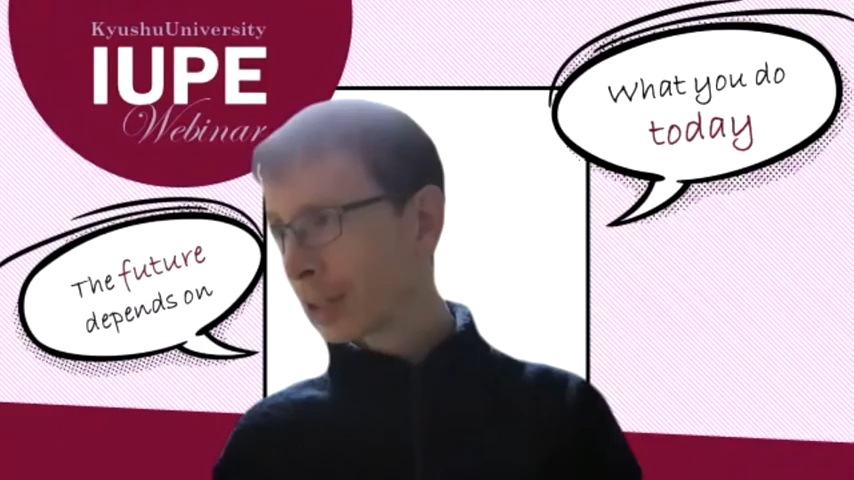 KyushuUniversity
IUPE
Webinar
What you do
today
The future
depends on